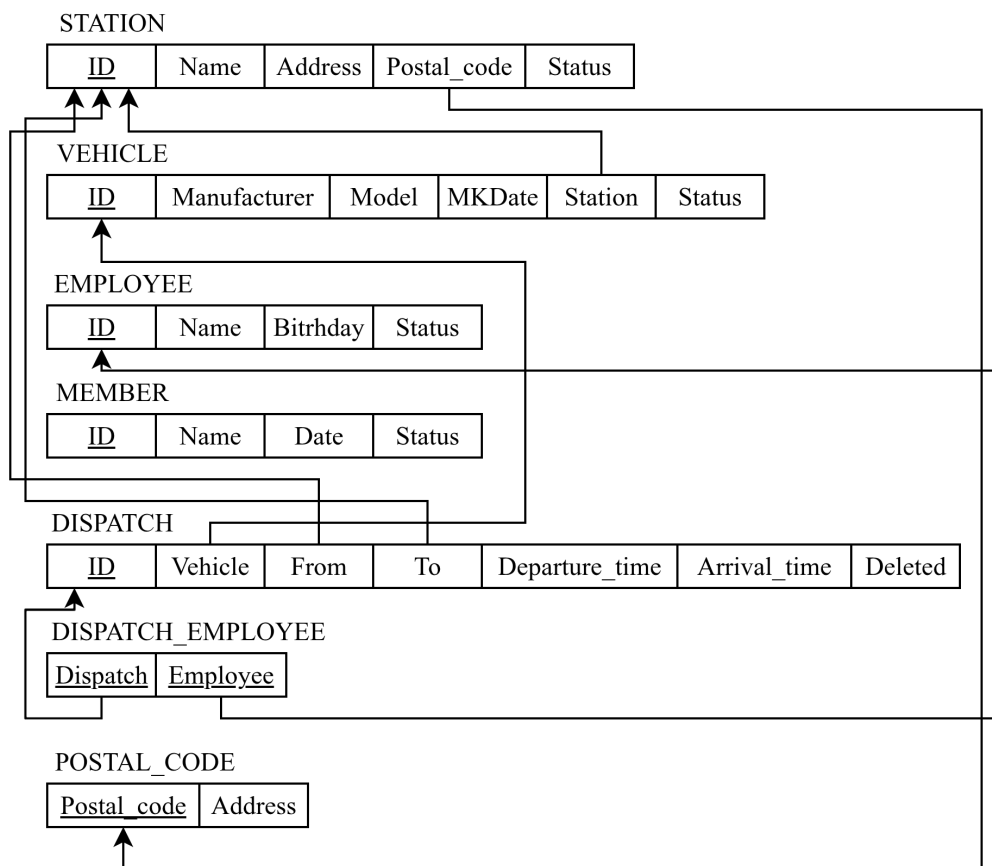 STATION
ID Name Address Postal_code Status
VEHICLE
ID Manufacturer Model MKDate Station Status
EMPLOYEE
ID Name Bitrhday Status
MEMBER
ID Name Date Status
DISPATCH
ID Vehicle From To Departure_time Arrival_time Deleted
DISPATCH_EMPLOYEE
Dispatch Employee
POSTAL_CODE
Postal_code Address